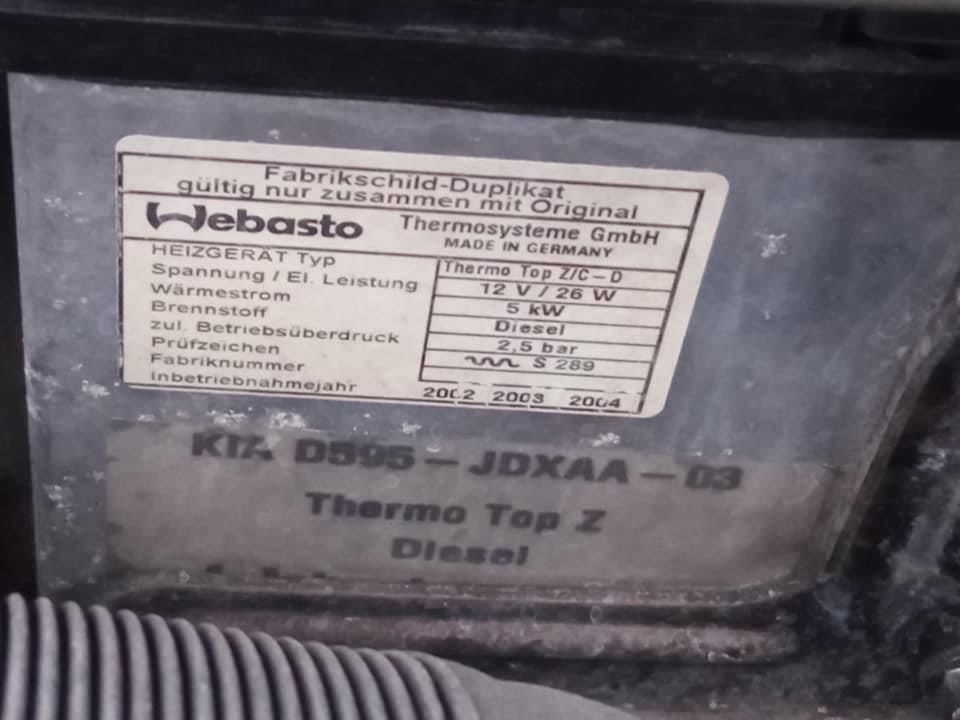 Fabrikschild-Duplikat
gültig nur zusammen mit Original
Webasto Thermosysteme GmbH
MADE IN GERMANY
HEIZGERÄT Typ Thermo Top Z/C-D
Spannung / El. Leistung 12 V / 26 W
Wärmestrom 5 kW
Brennstoff Diesel
zul. Betriebsüberdruck 2,5 bar
Prüfzeichen S 289
Fabriknummer
Inbetriebnahmejahr 2002 2003 2004
KIA D595-JDXAA-03
Thermo Top Z
Diesel